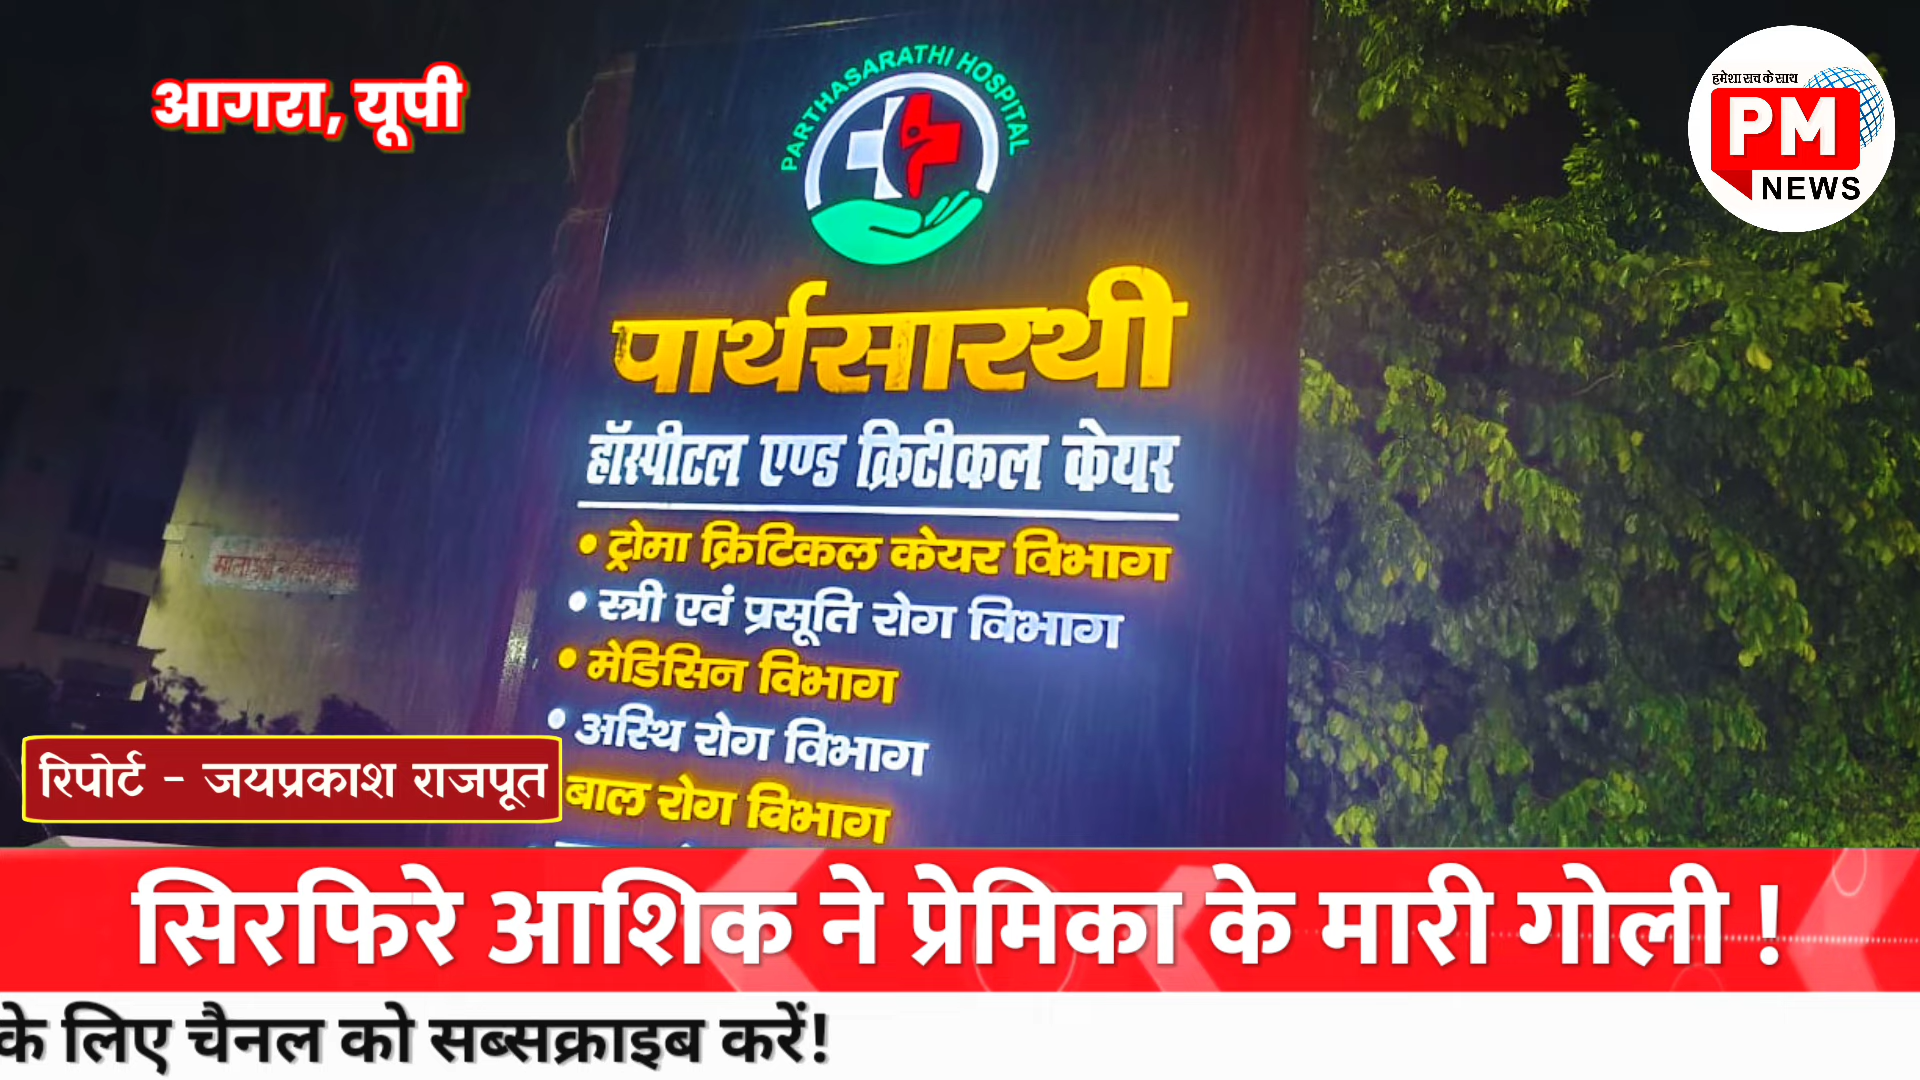 आगरा, यूपी
हमेशा सच के साथ
PM
NEWS
PARTHASARATHI HOSPITAL
पार्थसारथी
हॉस्पीटल एण्ड क्रिटीकल केयर
• ट्रोमा क्रिटिकल केयर विभाग
• स्त्री एवं प्रसूति रोग विभाग
• मेडिसिन विभाग
• अस्थि रोग विभाग
बाल रोग विभाग
रिपोर्ट - जयप्रकाश राजपूत
सिरफिरे आशिक ने प्रेमिका के मारी गोली !
के लिए चैनल को सब्सक्राइब करें!